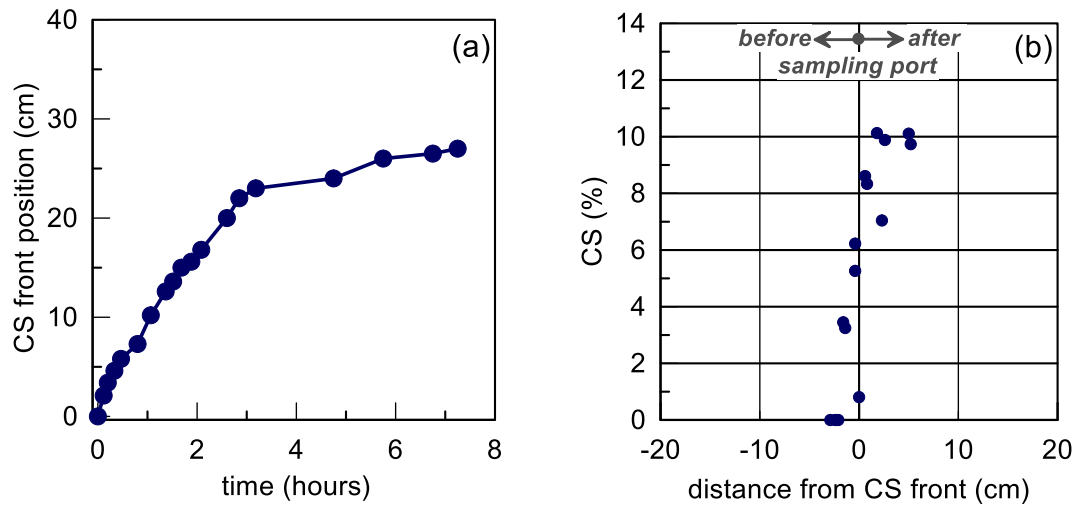 40
30
20
10
0
CS front position (cm)
(a)
0 2 4 6 8
time (hours)
14
12
10
8
6
4
2
0
CS (%)
before after
sampling port
(b)
-20 -10 0 10 20
distance from CS front (cm)